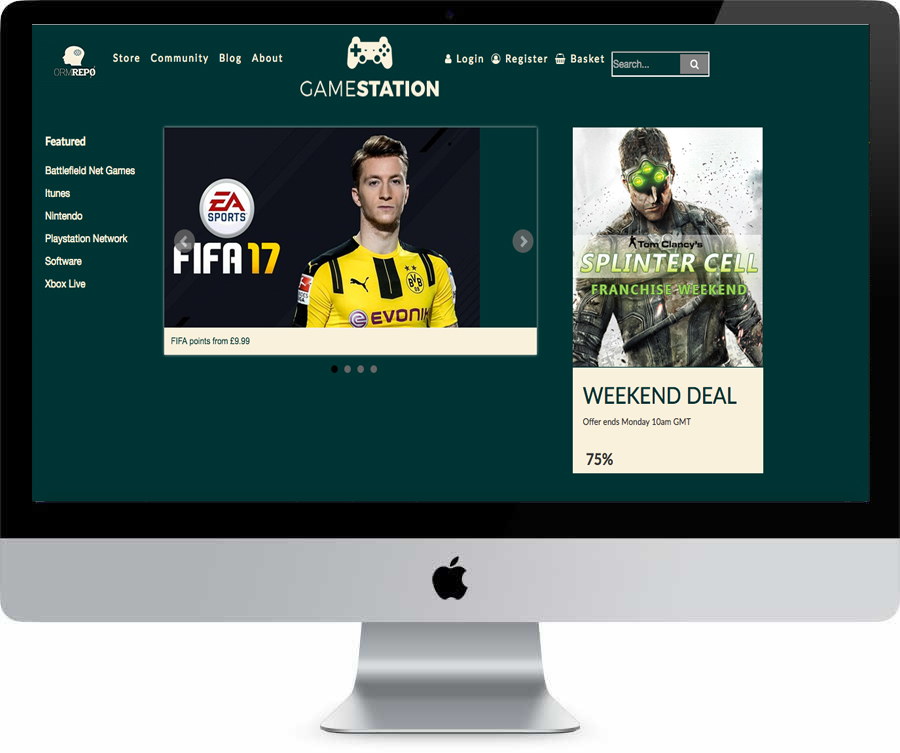 ORMREPO
Store Community Blog About
GAMESTATION
Login Register Basket
Search...
Featured
Battlefield Net Games
Itunes
Nintendo
Playstation Network
Software
Xbox Live
EA
SPORTS
FIFA 17
BVB
09
EVONIK
FIFA points from £9.99
Tom Clancy's
SPLINTER CELL
FRANCHISE WEEKEND
WEEKEND DEAL
Offer ends Monday 10am GMT
75%